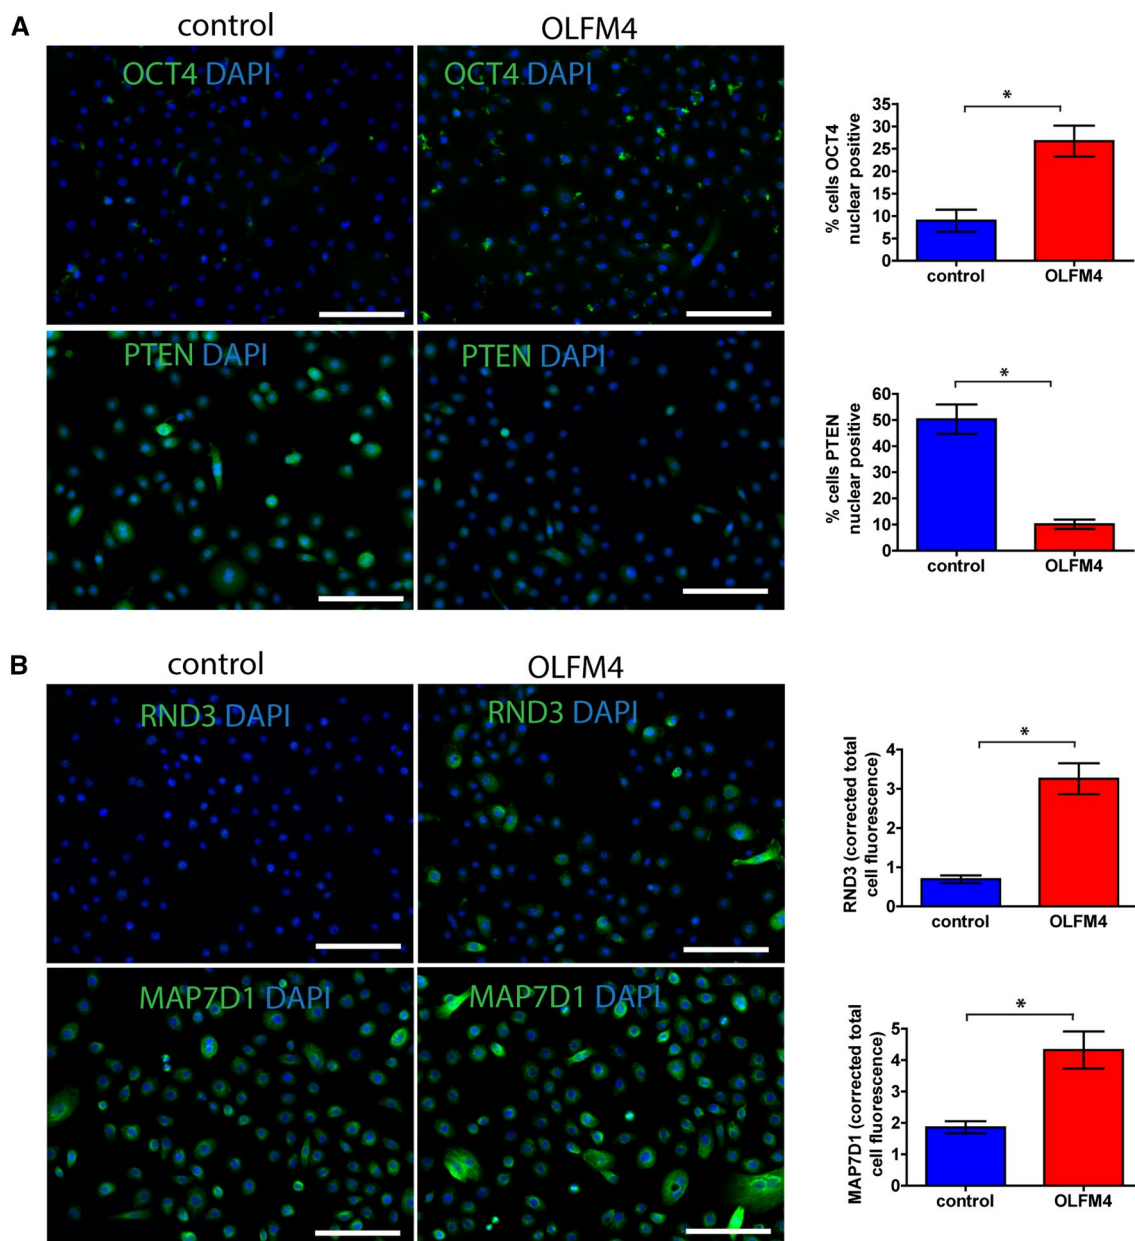 A
control
OLFM4
OCT4 DAPI
OCT4 DAPI
% cells OCT4
nuclear positive
35
30
25
20
15
10
5
0
*
control
OLFM4
PTEN DAPI
PTEN DAPI
% cells PTEN
nuclear positive
60
50
40
30
20
10
0
*
control
OLFM4
B
control
OLFM4
RND3 DAPI
RND3 DAPI
RND3 (corrected total
cell fluorescence)
4
3
2
1
0
*
control
OLFM4
MAP7D1 DAPI
MAP7D1 DAPI
MAP7D1 (corrected total
cell fluorescence)
5
4
3
2
1
0
*
control
OLFM4